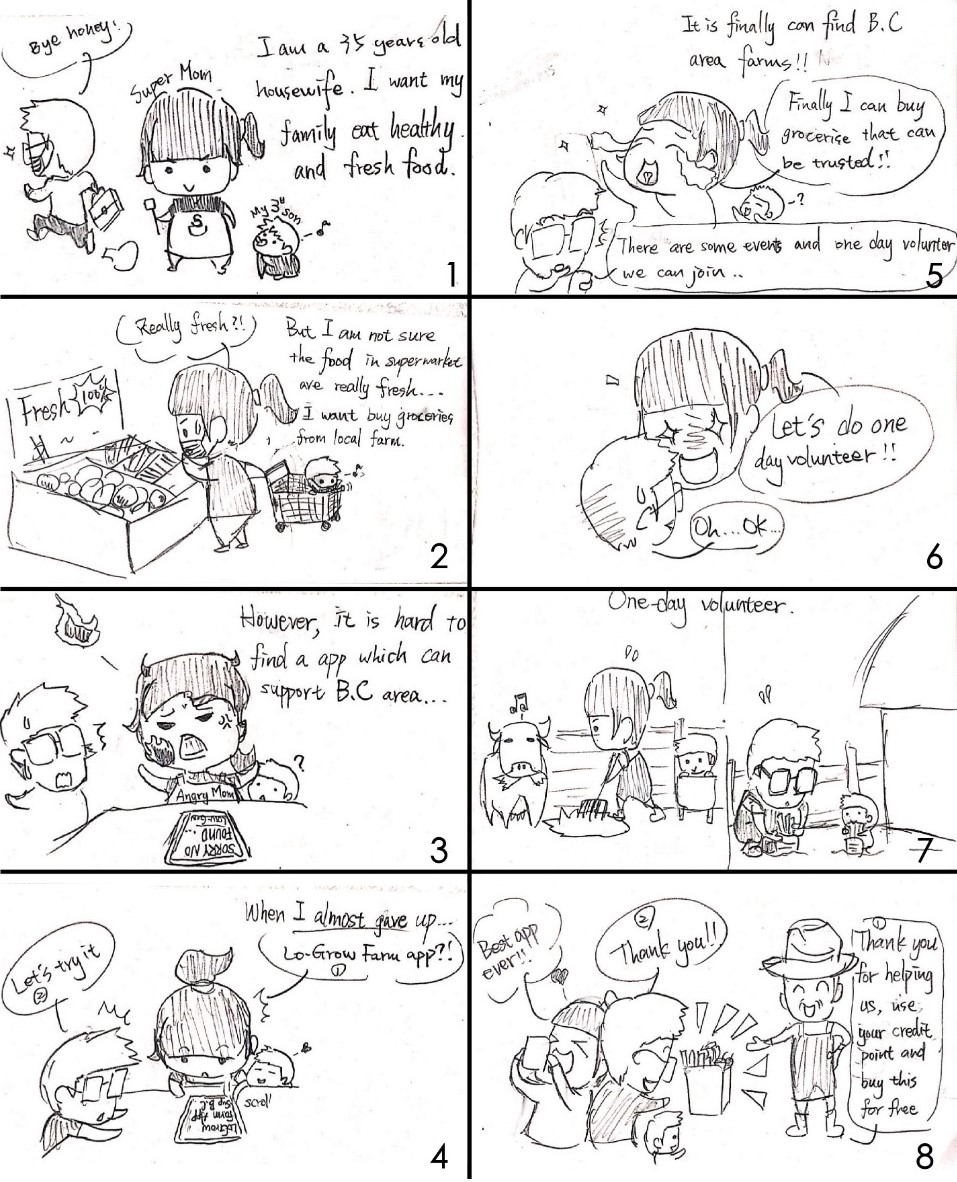 Bye honey!
Super Mom
I am a 35 years old
housewife. I want my
family eat healthy
and fresh food.
S
My 3yr
son
1
Really fresh?!
But I am not sure
the food in supermarket
are really fresh...
I want buy groceries
from local farm.
Fresh
100%
2
However, it is hard to
find a app which can
support B.C area...
?
Angry Mom
SORRY NO
FOUND
...
3
When I almost gave up...
Lo-Grow Farm app?!
①
Let's try it
②
scroll
LoGrow
Farm App
Sup B.C
4
It is finally can find B.C
area farms!!
Finally I can buy
grocerise that can
be trusted!!
-?
There are some events and one day volunter
we can join..
5
Let's do one
day volunteer!!
Oh...OK...
6
One-day volunteer.
7
Best app
ever!!
②
Thank you!!
①
Thank you
for helping
us, use
your credit
point and
buy this
for free
8